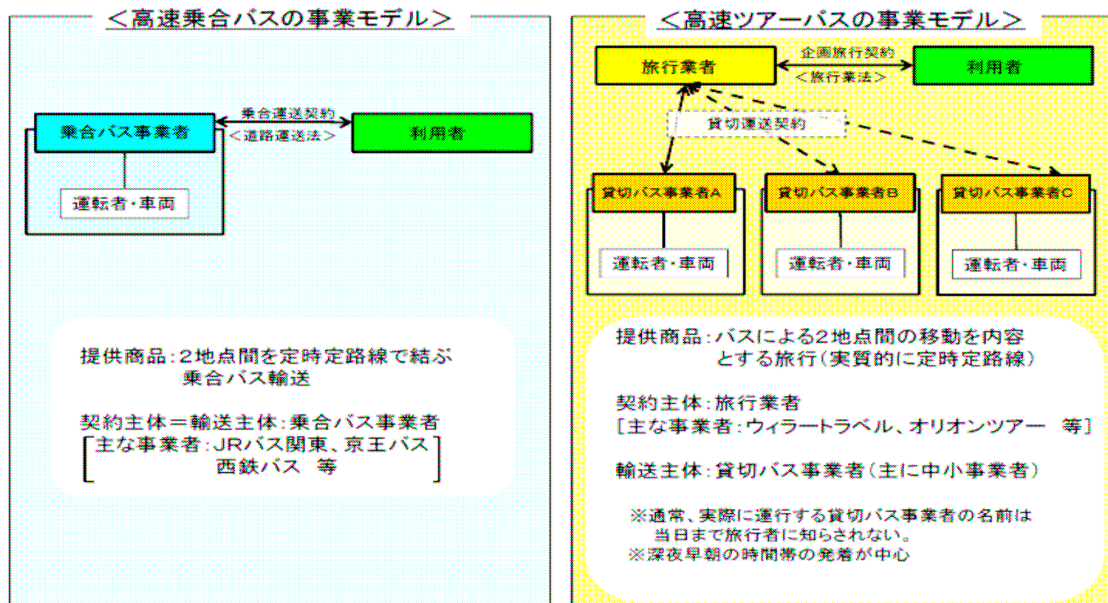 ＜高速乗合バスの事業モデル＞
乗合バス事業者
乗合運送契約
＜道路運送法＞
利用者
運転者・車両
提供商品：２地点間を定時定路線で結ぶ
乗合バス輸送
契約主体＝輸送主体：乗合バス事業者
主な事業者：ＪＲバス関東、京王バス
西鉄バス　等
＜高速ツアーバスの事業モデル＞
旅行業者
企画旅行契約
＜旅行業法＞
利用者
貸切運送契約
貸切バス事業者Ａ
貸切バス事業者Ｂ
貸切バス事業者Ｃ
運転者・車両
運転者・車両
運転者・車両
提供商品：バスによる２地点間の移動を内容
とする旅行（実質的に定時定路線）
契約主体：旅行業者
［主な事業者：ウィラートラベル、オリオンツアー　等］
輸送主体：貸切バス事業者（主に中小事業者）
※通常、実際に運行する貸切バス事業者の名前は
当日まで旅行者に知らされない。
※深夜早朝の時間帯の発着が中心